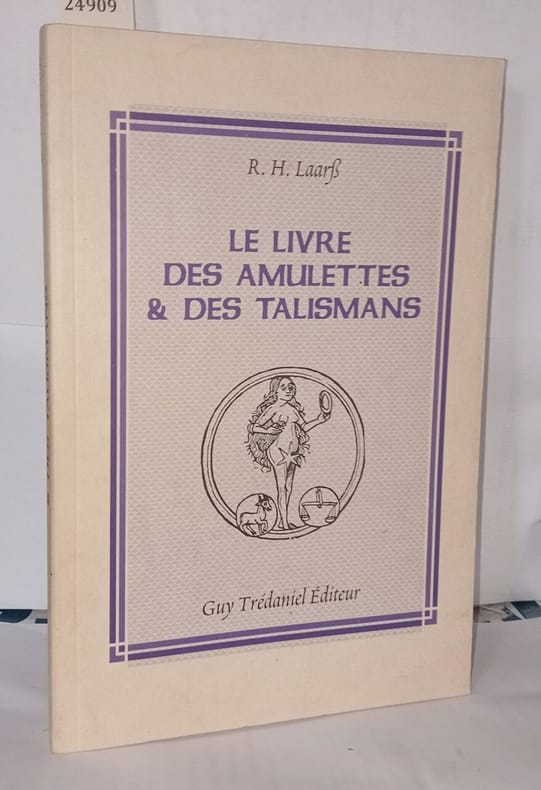 24909
R. H. Laarß
LE LIVRE
DES AMULETTES
& DES TALISMANS
Guy Trédaniel Éditeur